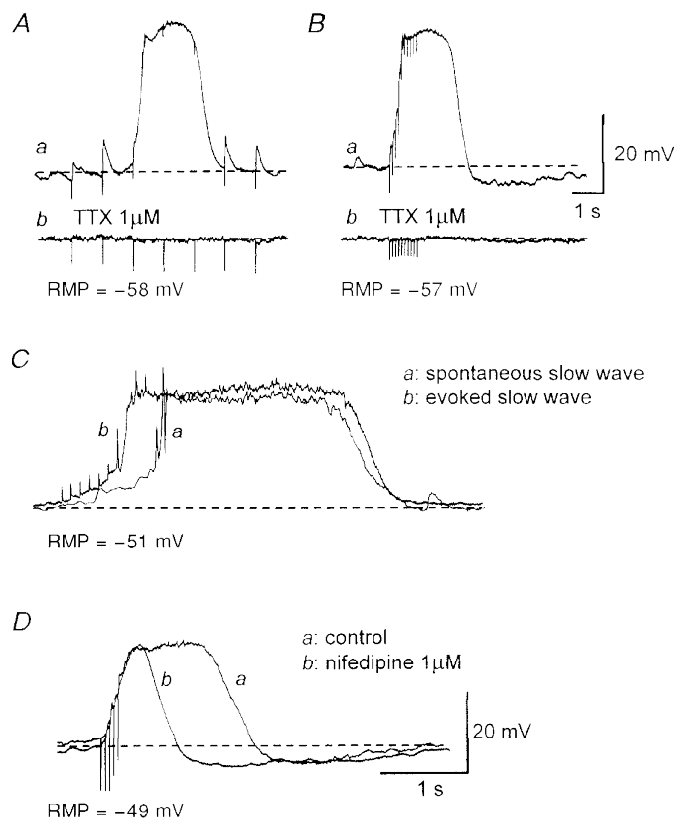 A
B
a
a
20 mV
1 s
b TTX 1µM
b TTX 1µM
RMP = −58 mV
RMP = −57 mV
C
a: spontaneous slow wave
b: evoked slow wave
b
a
RMP = −51 mV
D
a: control
b: nifedipine 1µM
b
a
20 mV
1 s
RMP = −49 mV